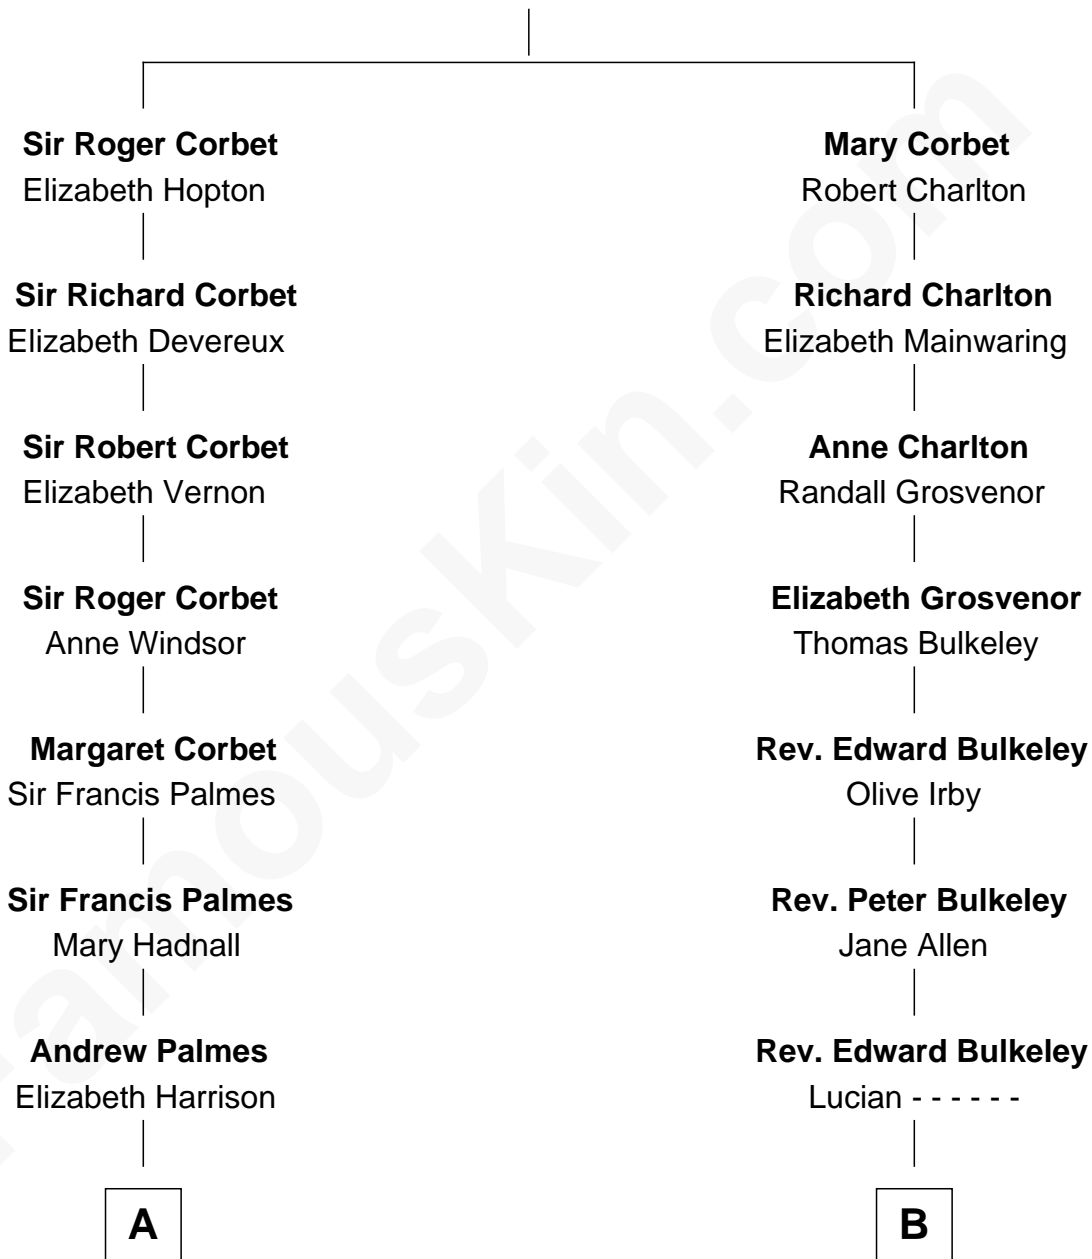 Sir Roger Corbet
Elizabeth Hopton
Sir Richard Corbet
Elizabeth Devereux
Sir Robert Corbet
Elizabeth Vernon
Sir Roger Corbet
Anne Windsor
Margaret Corbet
Sir Francis Palmes
Sir Francis Palmes
Mary Hadnall
Andrew Palmes
Elizabeth Harrison
A
Mary Corbet
Robert Charlton
Richard Charlton
Elizabeth Mainwaring
Anne Charlton
Randall Grosvenor
Elizabeth Grosvenor
Thomas Bulkeley
Rev. Edward Bulkeley
Olive Irby
Rev. Peter Bulkeley
Jane Allen
Rev. Edward Bulkeley
Lucian - - - - - -
B
FamousKin.com